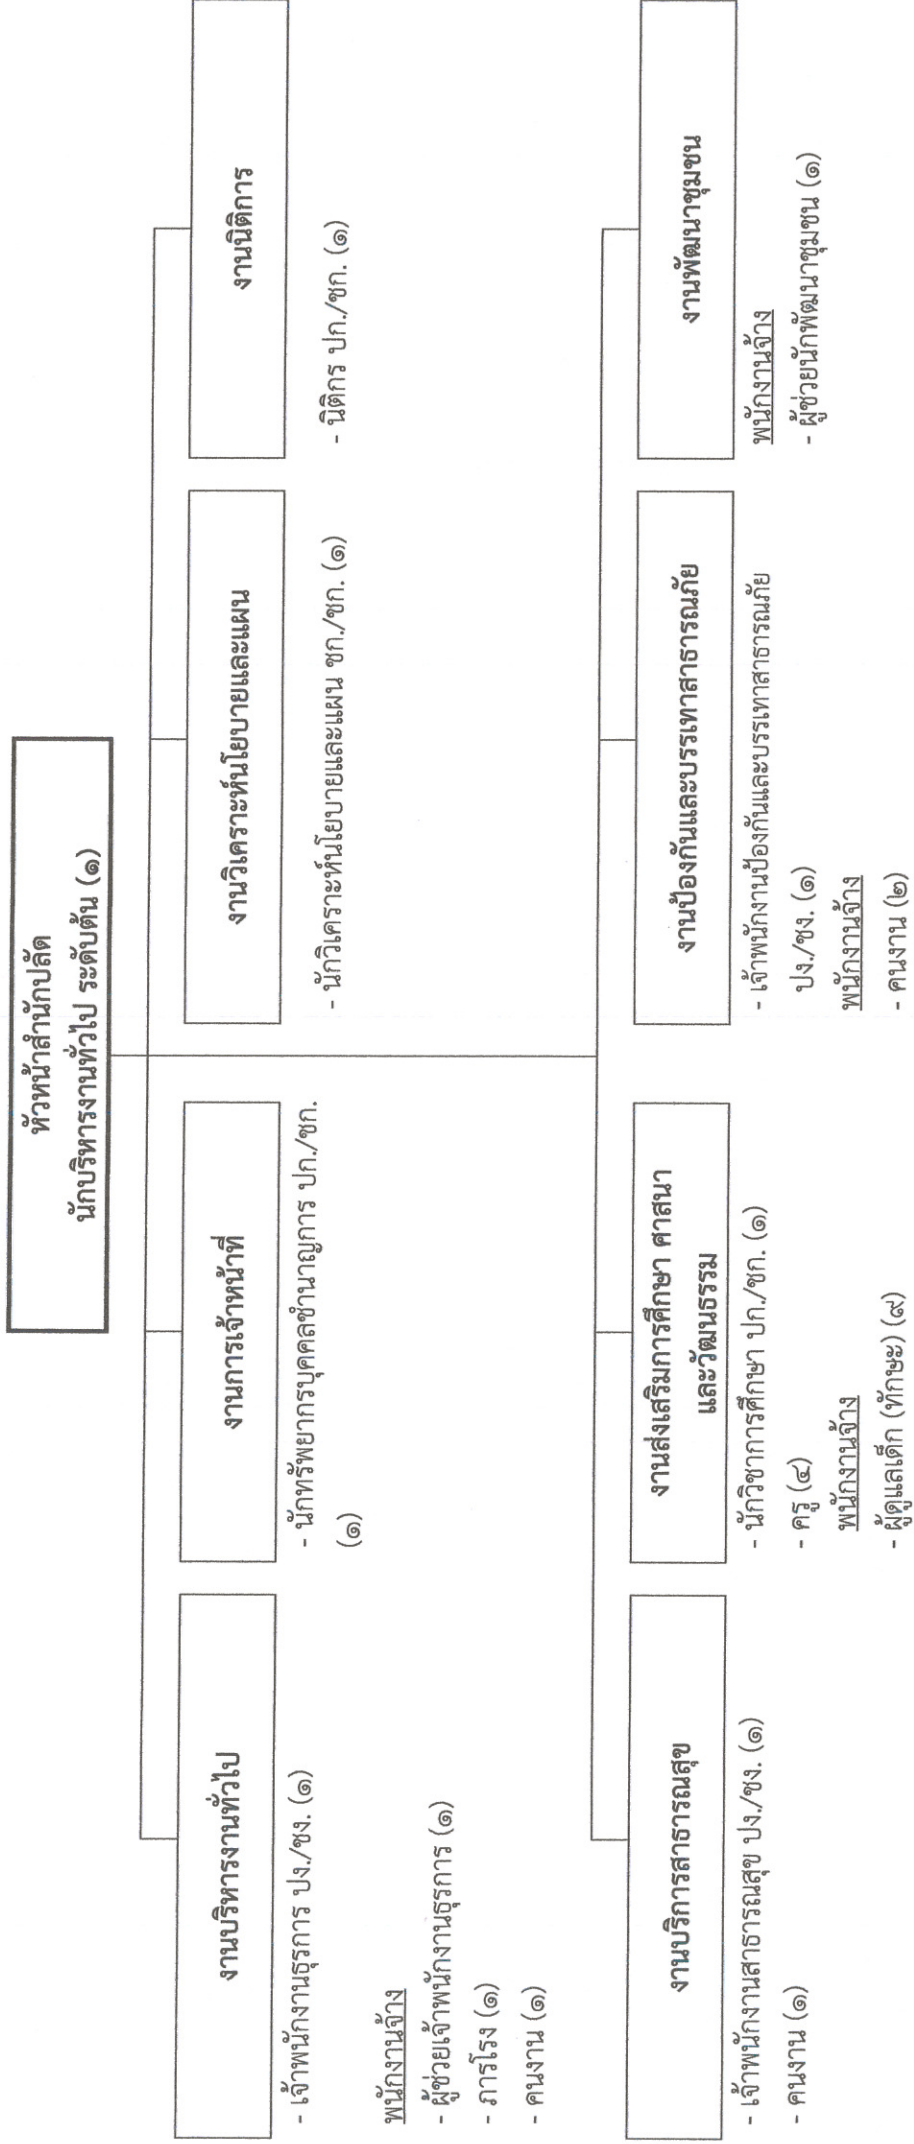 หัวหน้าสำนักปลัด
นักบริหารงานทั่วไป ระดับต้น (๑)
งานบริหารงานทั่วไป
- เจ้าพนักงานธุรการ ปง./ชง. (๑)
พนักงานจ้าง
- ผู้ช่วยเจ้าพนักงานธุรการ (๑)
- ภารโรง (๑)
- คนงาน (๑)
งานการเจ้าหน้าที่
- นักทรัพยากรบุคคลชำนาญการ ปก./ชก.
(๑)
งานวิเคราะห์นโยบายและแผน
- นักวิเคราะห์นโยบายและแผน ชก./ชก. (๑)
งานนิติการ
- นิติกร ปก./ชก. (๑)
งานบริการสาธารณสุข
- เจ้าพนักงานสาธารณสุข ปง./ชง. (๑)
- คนงาน (๑)
งานส่งเสริมการศึกษา ศาสนา
และวัฒนธรรม
- นักวิชาการศึกษา ปก./ชก. (๑)
- ครู (๔)
พนักงานจ้าง
- ผู้ดูแลเด็ก (ทักษะ) (๙)
งานป้องกันและบรรเทาสาธารณภัย
- เจ้าพนักงานป้องกันและบรรเทาสาธารณภัย
ปง./ชง. (๑)
พนักงานจ้าง
- คนงาน (๒)
งานพัฒนาชุมชน
พนักงานจ้าง
- ผู้ช่วยนักพัฒนาชุมชน (๑)